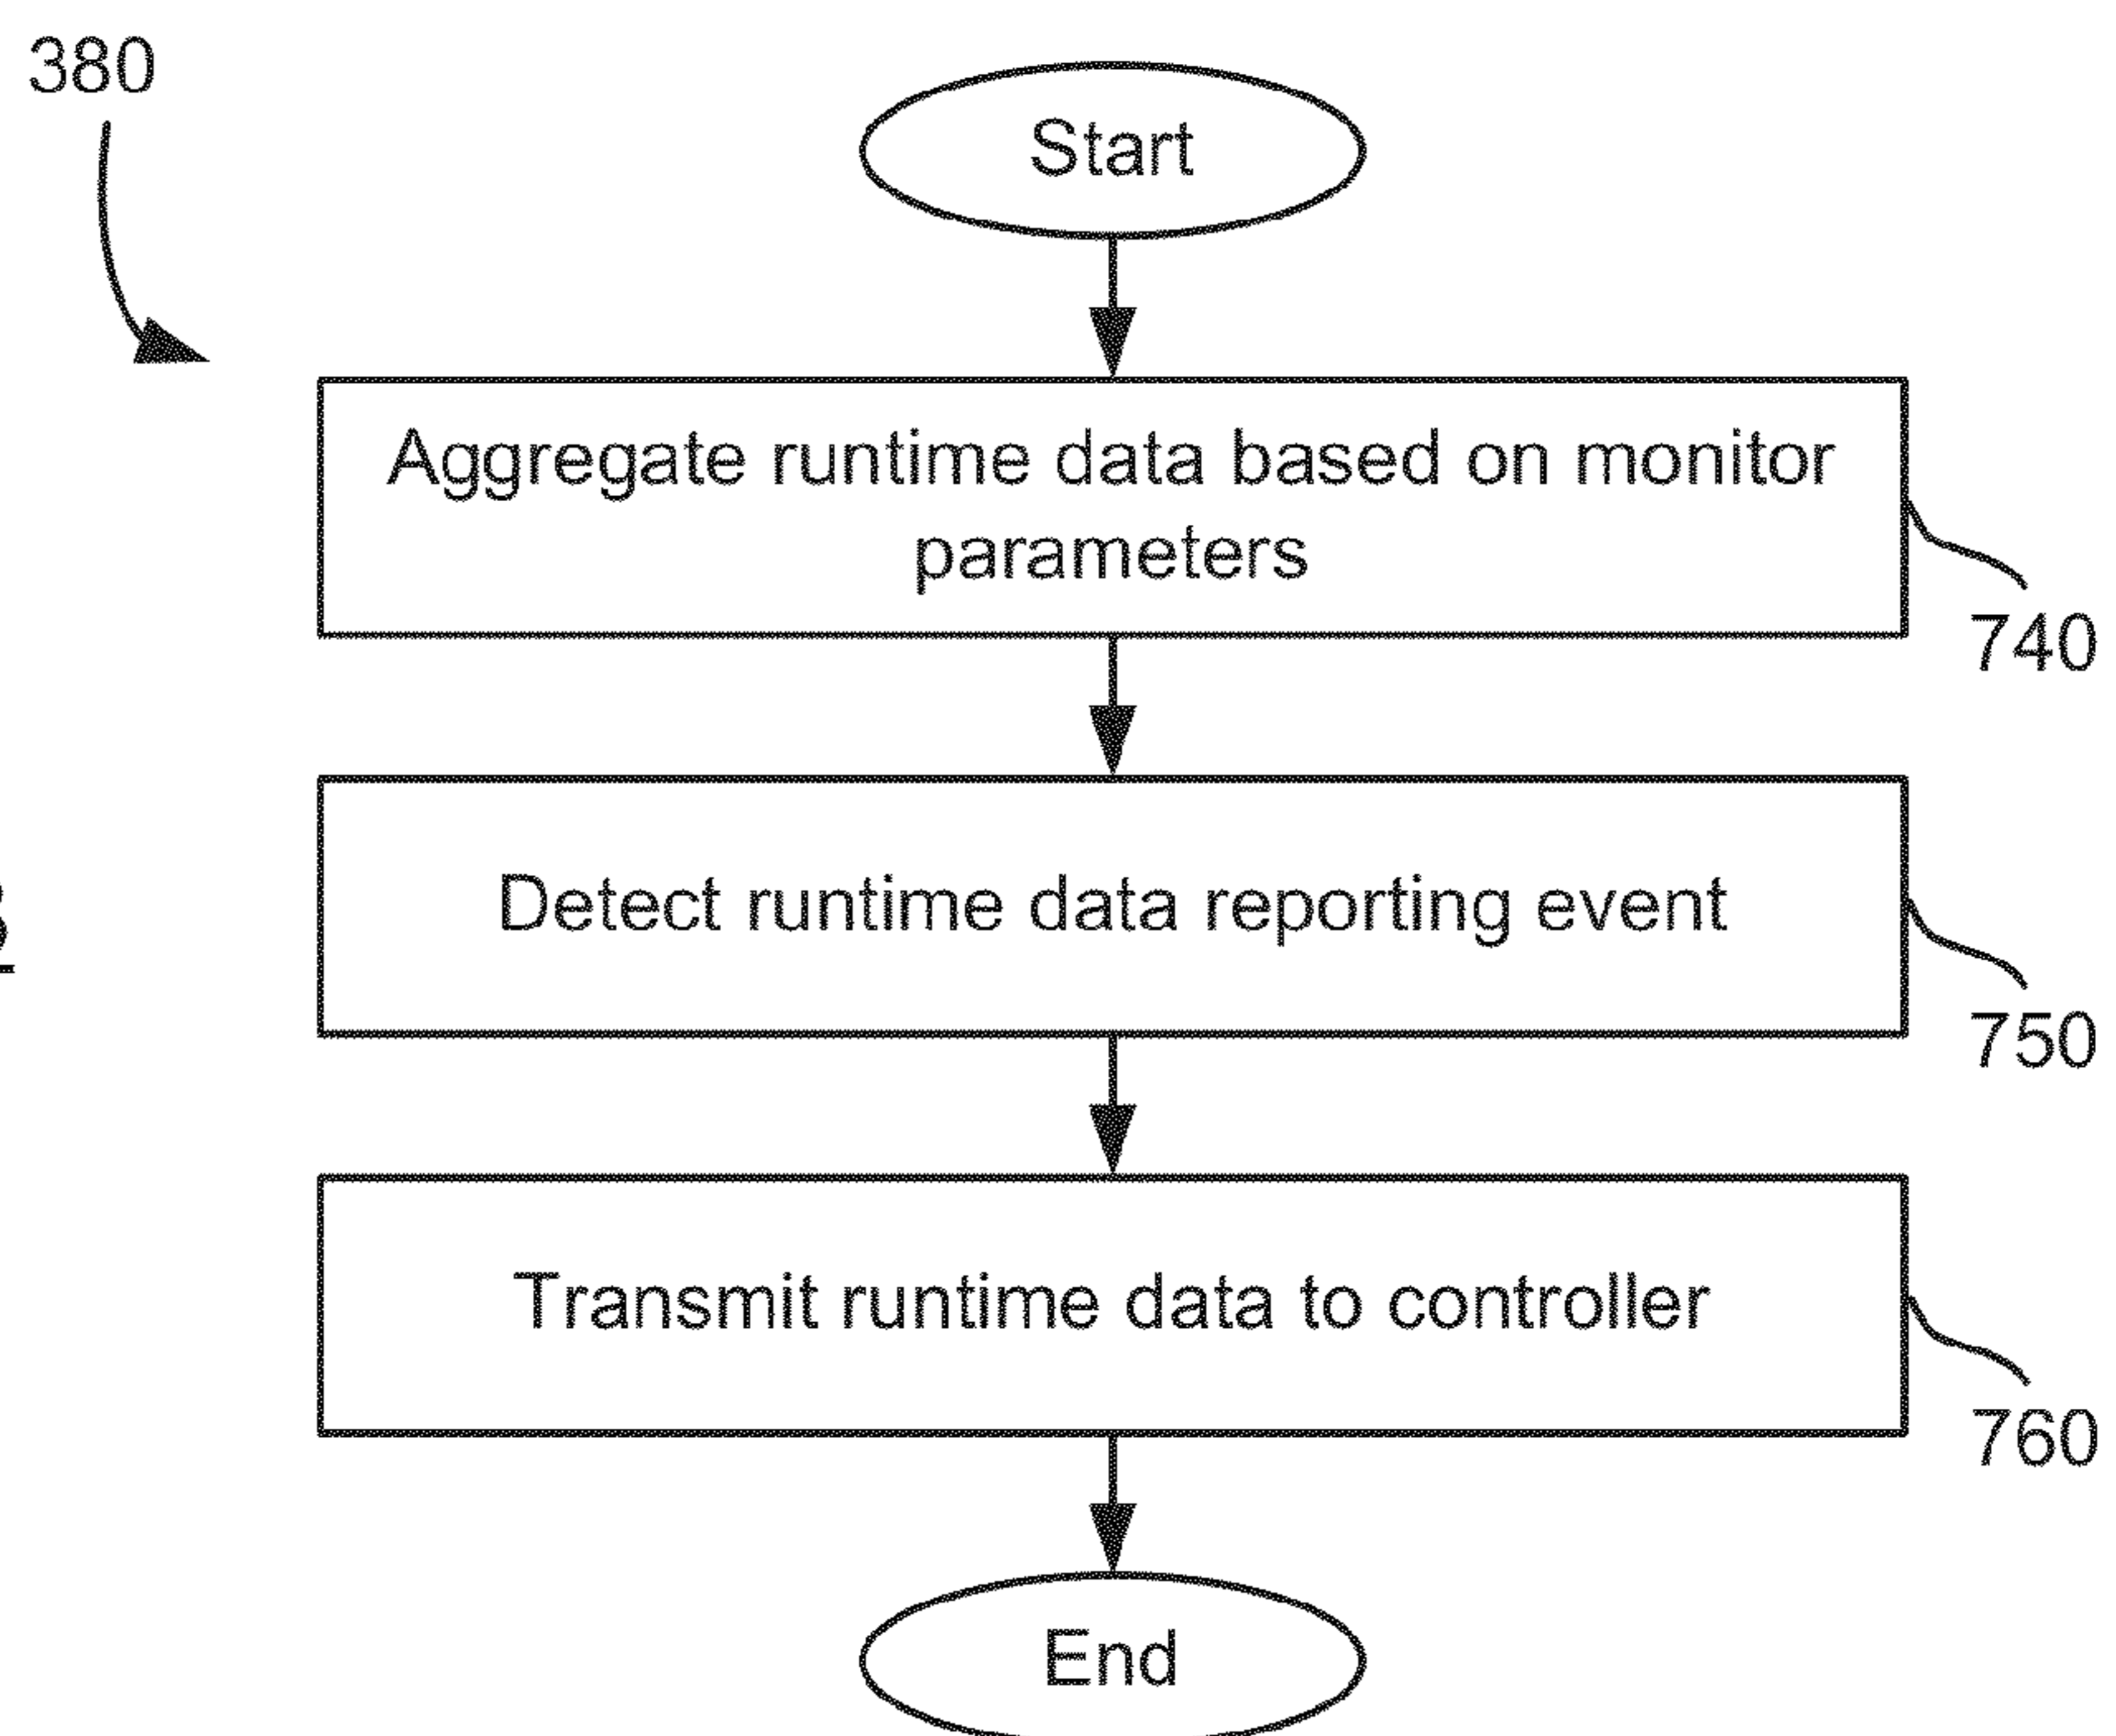 380
Start
Aggregate runtime data based on monitor
parameters
740
Detect runtime data reporting event
750
Transmit runtime data to controller
760
End